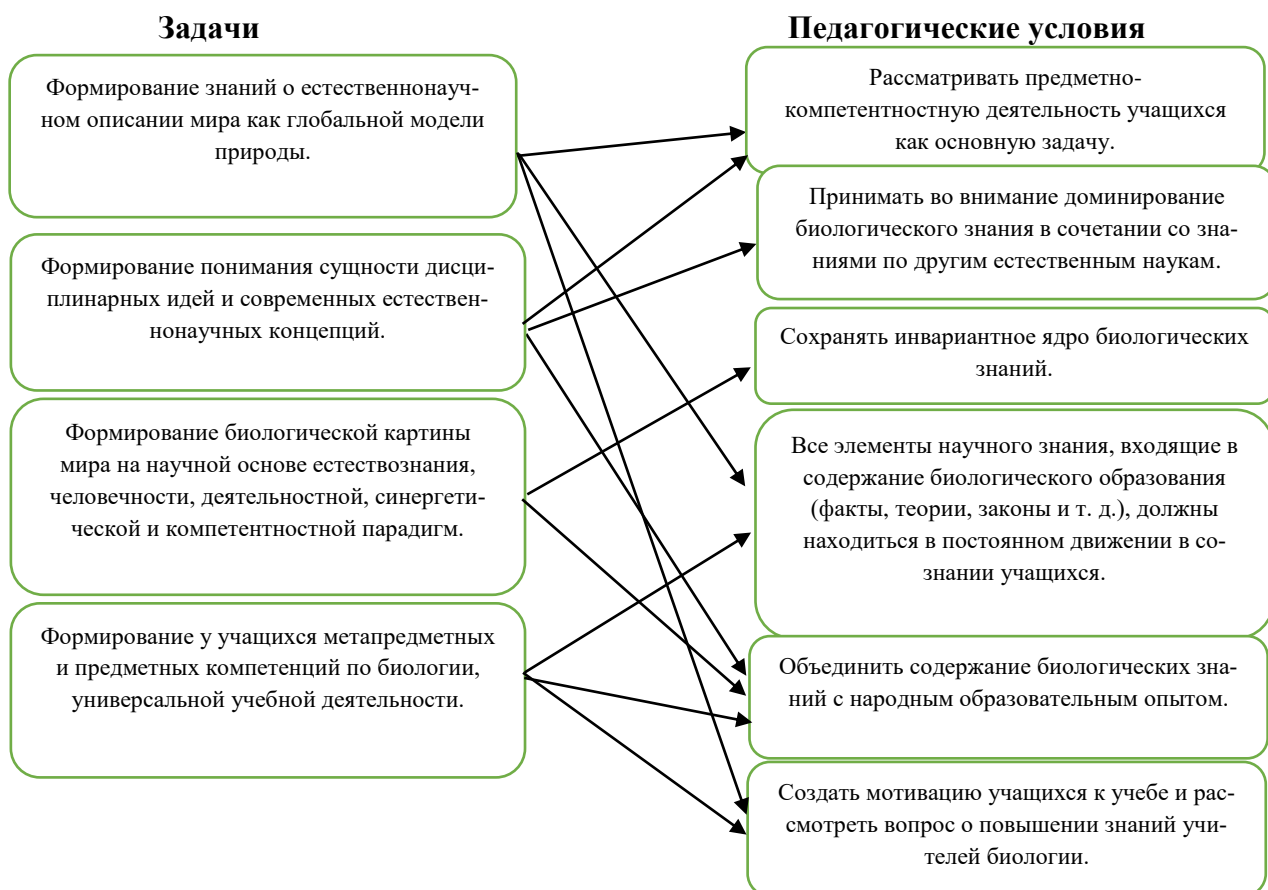 Задачи
Формирование знаний о естественнонауч-
ном описании мира как глобальной модели
природы.
Формирование понимания сущности дисци-
плинарных идей и современных естествен-
нонаучных концепций.
Формирование биологической картины
мира на научной основе естествознания,
человечности, деятельностной, синергети-
ческой и компетентностной парадигм.
Формирование у учащихся метапредметных
и предметных компетенций по биологии,
универсальной учебной деятельности.
Педагогические условия
Рассматривать предметно-
компетентностную деятельность учащихся
как основную задачу.
Принимать во внимание доминирование
биологического знания в сочетании со зна-
ниями по другим естественным наукам.
Сохранять инвариантное ядро биологических
знаний.
Все элементы научного знания, входящие в
содержание биологического образования
(факты, теории, законы и т. д.), должны
находиться в постоянном движении в со-
знании учащихся.
Объединить содержание биологических зна-
ний с народным образовательным опытом.
Создать мотивацию учащихся к учебе и рас-
смотреть вопрос о повышении знаний учи-
телей биологии.